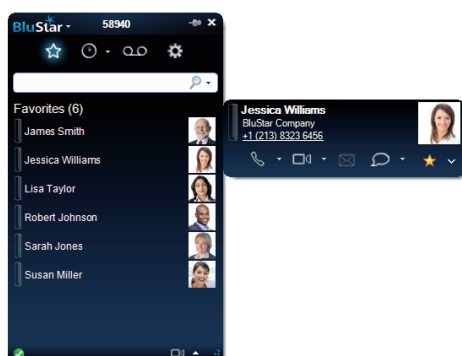 BluStar
58940
Favorites (6)
James Smith
Jessica Williams
Lisa Taylor
Robert Johnson
Sarah Jones
Susan Miller
Jessica Williams
BluStar Company
+1 (213) 8323 6456